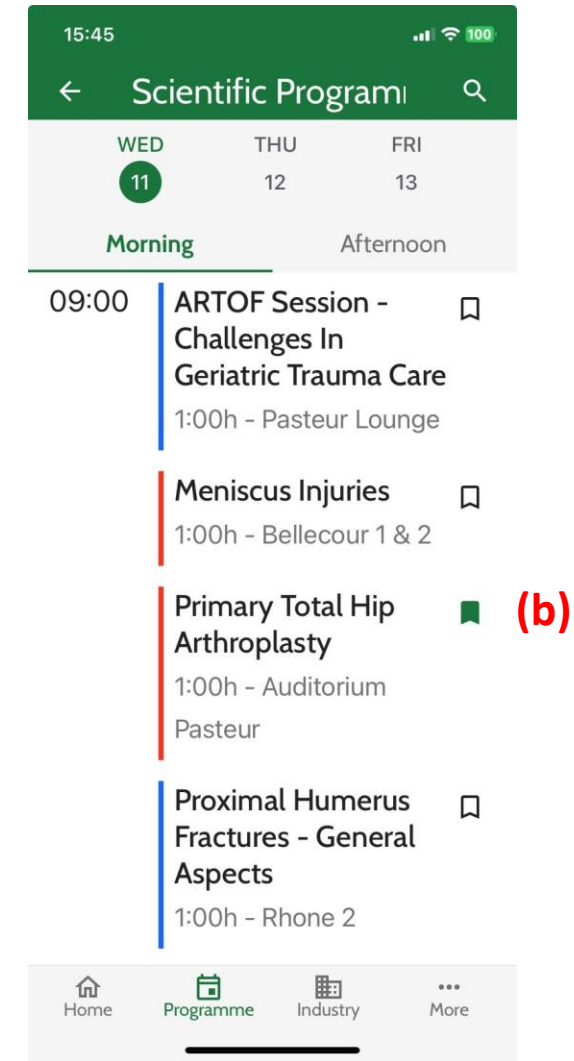 15:45
100
Scientific Program
WED THU FRI
11 12 13
Morning Afternoon
09:00 ARTOF Session -
Challenges In
Geriatric Trauma Care
1:00h - Pasteur Lounge
Meniscus Injuries
1:00h - Bellecour 1 & 2
Primary Total Hip (b)
Arthroplasty
1:00h - Auditorium
Pasteur
Proximal Humerus
Fractures - General
Aspects
1:00h - Rhone 2
Home Programme Industry More